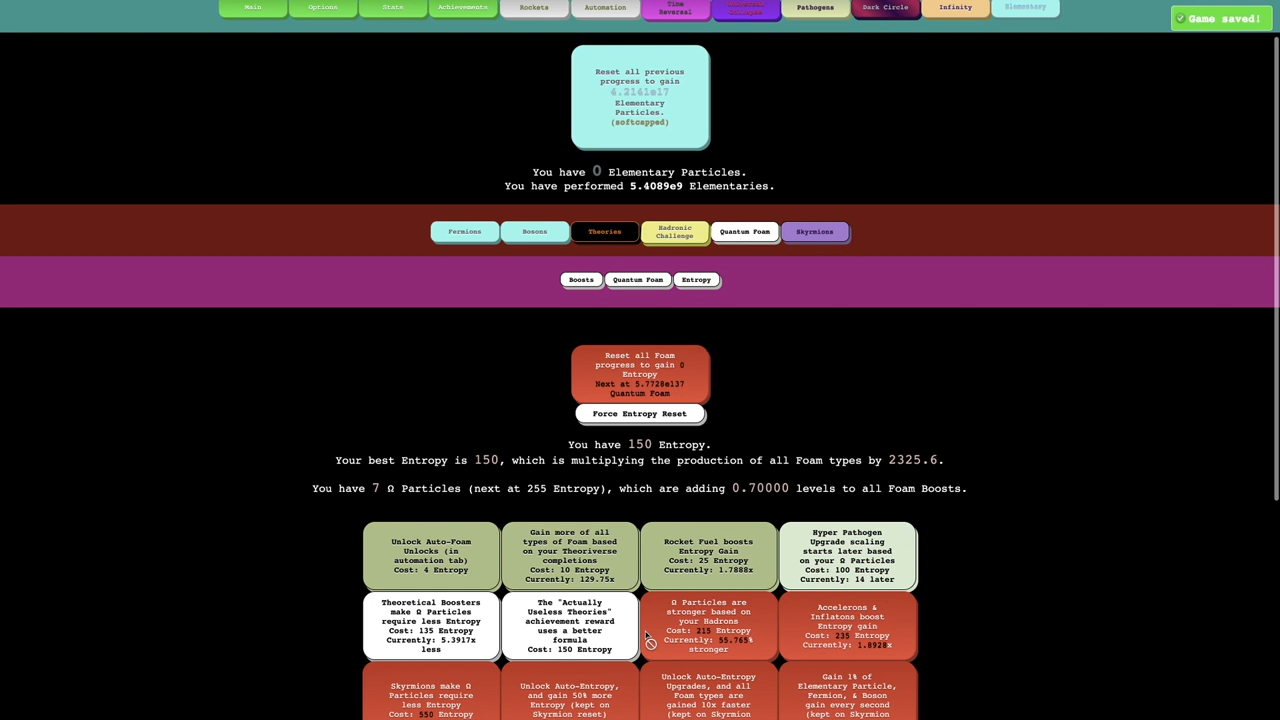 Main
Options
Stats
Achievements
Rockets
Automation
Time
Reversal
Pathogens
Dark Circle
Infinity
Elementary
Game saved!
Reset all previous
progress to gain
4.2141e17
Elementary
Particles.
(softcapped)
You have 0 Elementary Particles.
You have performed 5.4089e9 Elementaries.
Fermions
Bosons
Theories
Hadronic
Challenge
Quantum Foam
Skyrmions
Boosts
Quantum Foam
Entropy
Reset all Foam
progress to gain 0
Entropy
Next at 5.7728e137
Quantum Foam
Force Entropy Reset
You have 150 Entropy.
Your best Entropy is 150, which is multiplying the production of all Foam types by 2325.6.
You have 7 Ω Particles (next at 255 Entropy), which are adding 0.70000 levels to all Foam Boosts.
Unlock Auto-Foam
Unlocks (in
automation tab)
Cost: 4 Entropy
Gain more of all
types of Foam based
on your Theoriverse
completions
Cost: 10 Entropy
Currently: 129.75x
Rocket Fuel boosts
Entropy Gain
Cost: 25 Entropy
Currently: 1.7888x
Hyper Pathogen
Upgrade scaling
starts later based
on your Ω Particles
Cost: 100 Entropy
Currently: 14 later
Theoretical Boosters
make Ω Particles
require less Entropy
Cost: 135 Entropy
Currently: 5.3917x
less
The "Actually
Useless Theories"
achievement reward
uses a better
formula
Cost: 150 Entropy
Ω Particles are
stronger based on
your Hadrons
Cost: 215 Entropy
Currently: 55.765%
stronger
Accelerons &
Inflatons boost
Entropy gain
Cost: 235 Entropy
Currently: 1.8928x
Skyrmions make Ω
Particles require
less Entropy
Cost: 550 Entropy
Unlock Auto-Entropy,
and gain 50% more
Entropy (kept on
Skyrmion reset)
Unlock Auto-Entropy
Upgrades, and all
Foam types are
gained 10x faster
(kept on Skyrmion
Gain 1% of
Elementary Particle,
Fermion, & Boson
gain every second
(kept on Skyrmion